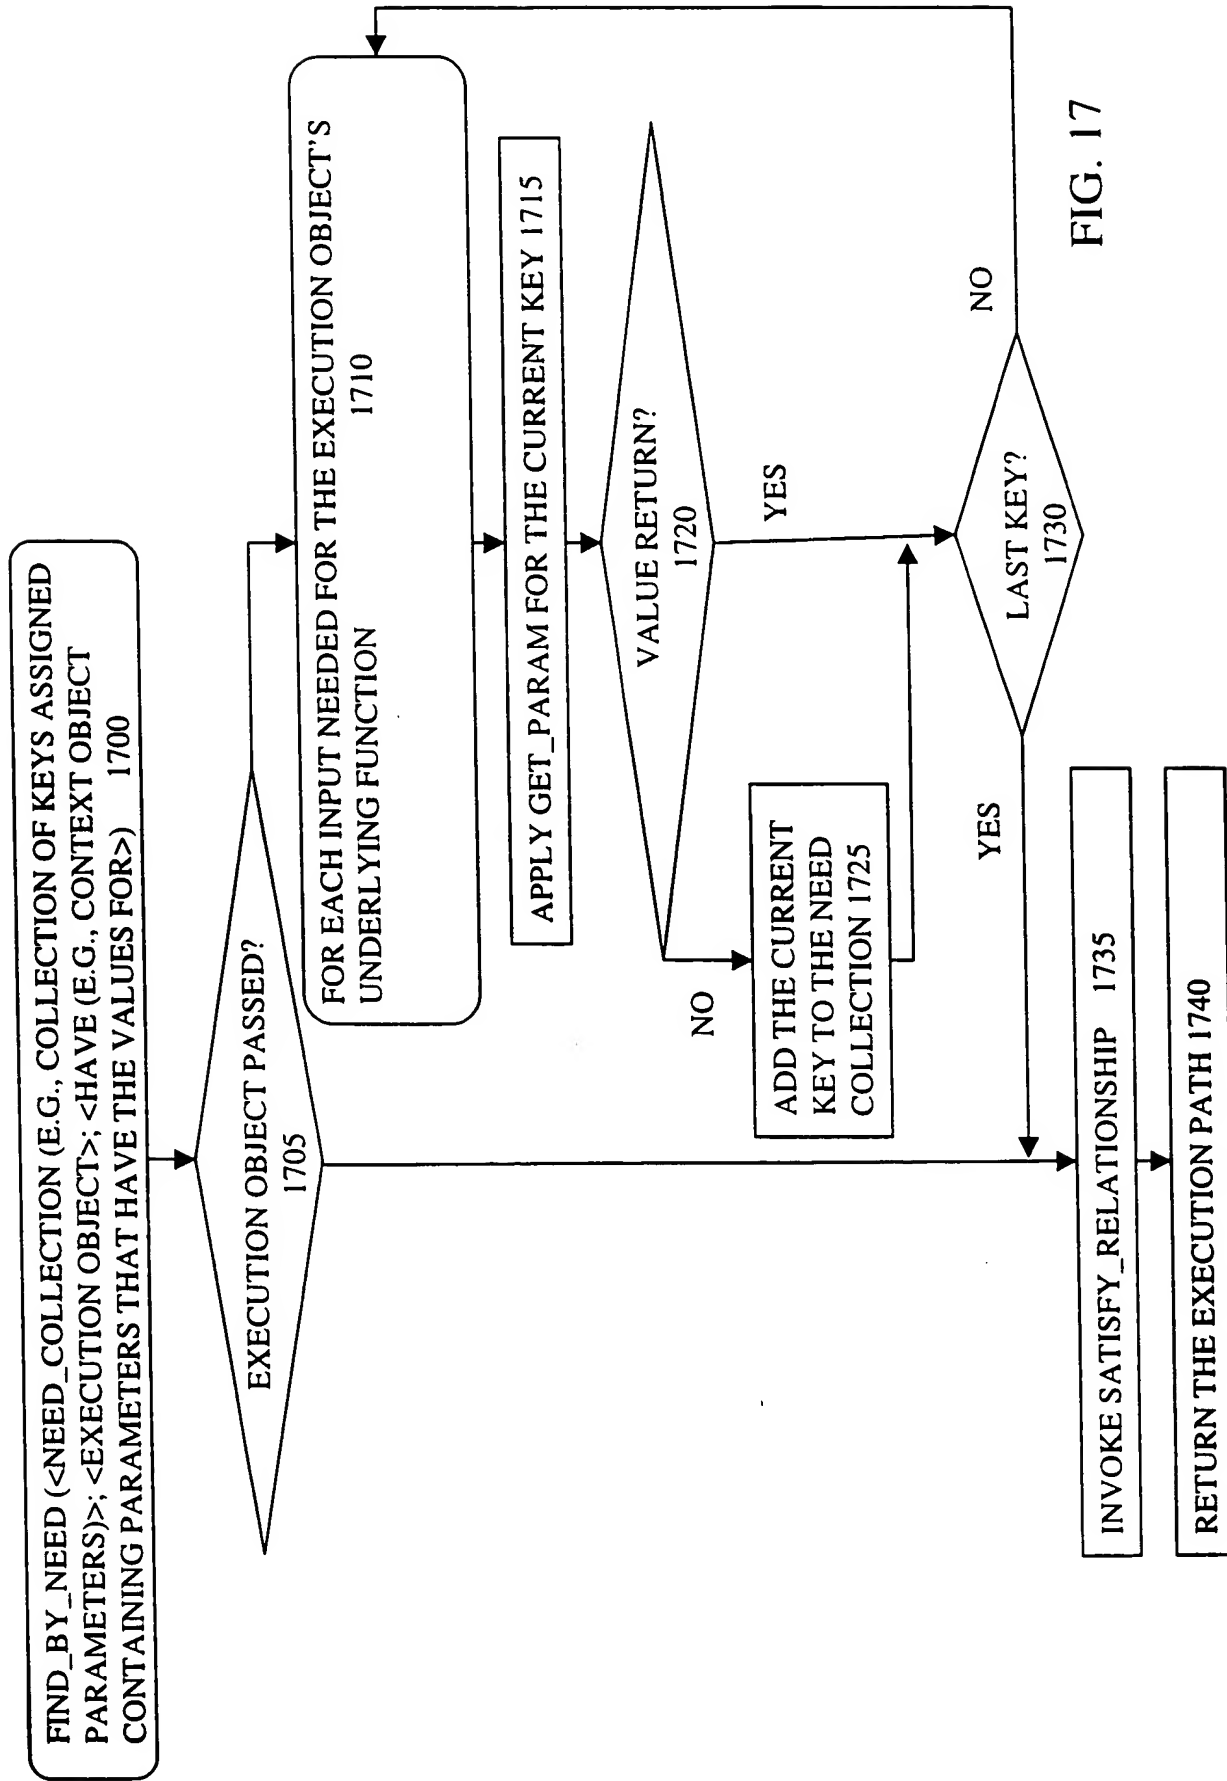 FIND_BY_NEED (<NEED_COLLECTION (E.G., COLLECTION OF KEYS ASSIGNED
PARAMETERS)>; <EXECUTION OBJECT>; <HAVE (E.G., CONTEXT OBJECT
CONTAINING PARAMETERS THAT HAVE THE VALUES FOR>) 1700
EXECUTION OBJECT PASSED?
1705
FOR EACH INPUT NEEDED FOR THE EXECUTION OBJECT'S
UNDERLYING FUNCTION 1710
APPLY GET_PARAM FOR THE CURRENT KEY 1715
VALUE RETURN?
1720
NO
YES
ADD THE CURRENT
KEY TO THE NEED
COLLECTION 1725
LAST KEY?
1730
YES
NO
INVOKE SATISFY_RELATIONSHIP 1735
RETURN THE EXECUTION PATH 1740
FIG. 17